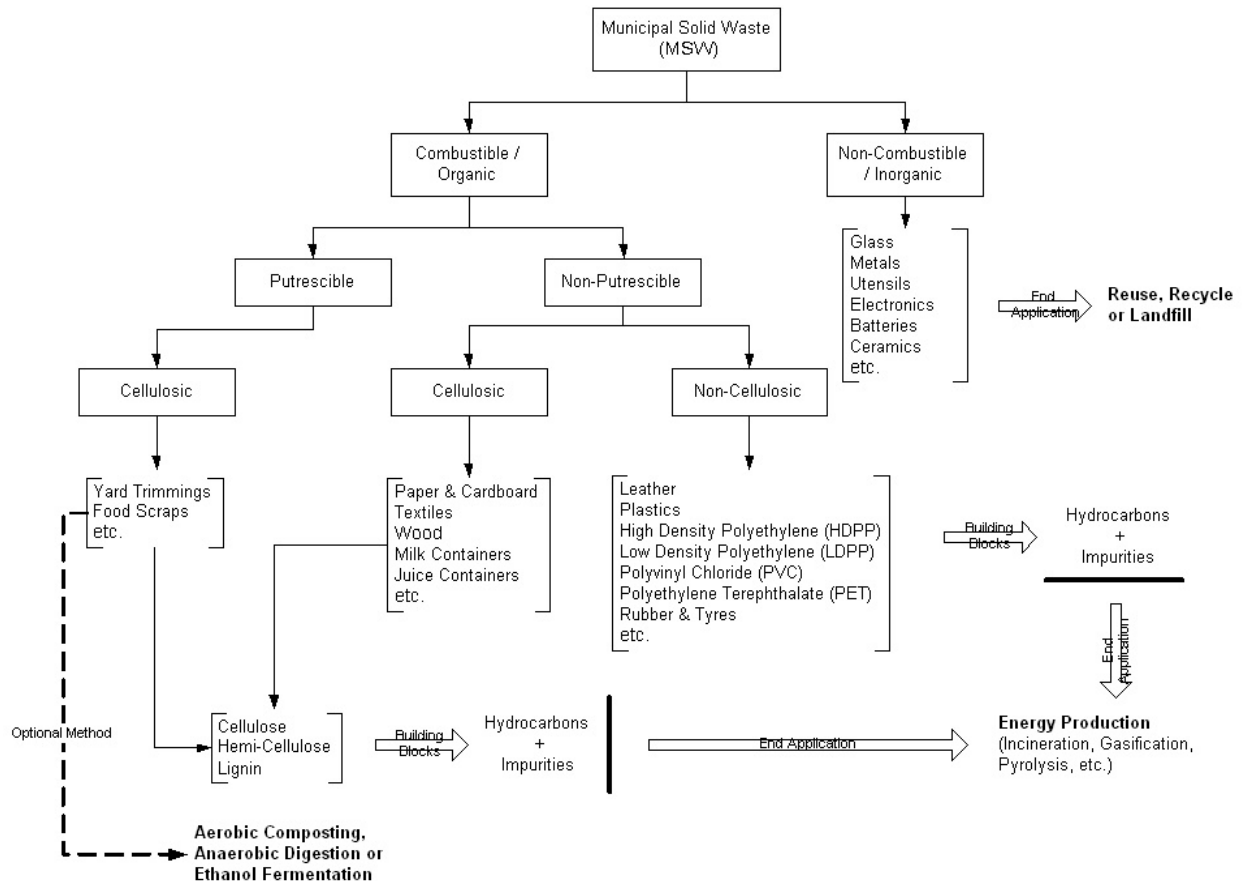 Municipal Solid Waste
(MSW)
Combustible /
Organic
Non-Combustible
/ Inorganic
Putrescible
Non-Putrescible
Glass
Metals
Utensils
Electronics
Batteries
Ceramics
etc.
End
Application
Reuse, Recycle
or Landfill
Cellulosic
Cellulosic
Non-Cellulosic
Yard Trimmings
Food Scraps
etc.
Paper & Cardboard
Textiles
Wood
Milk Containers
Juice Containers
etc.
Leather
Plastics
High Density Polyethylene (HDPP)
Low Density Polyethylene (LDPP)
Polyvinyl Chloride (PVC)
Polyethylene Terephthalate (PET)
Rubber & Tyres
etc.
Building
Blocks
Hydrocarbons
+
Impurities
End
Application
Optional Method
Cellulose
Hemi-Cellulose
Lignin
Building
Blocks
Hydrocarbons
+
Impurities
End Application
Energy Production
(Incineration, Gasification,
Pyrolysis, etc.)
Aerobic Composting,
Anaerobic Digestion or
Ethanol Fermentation